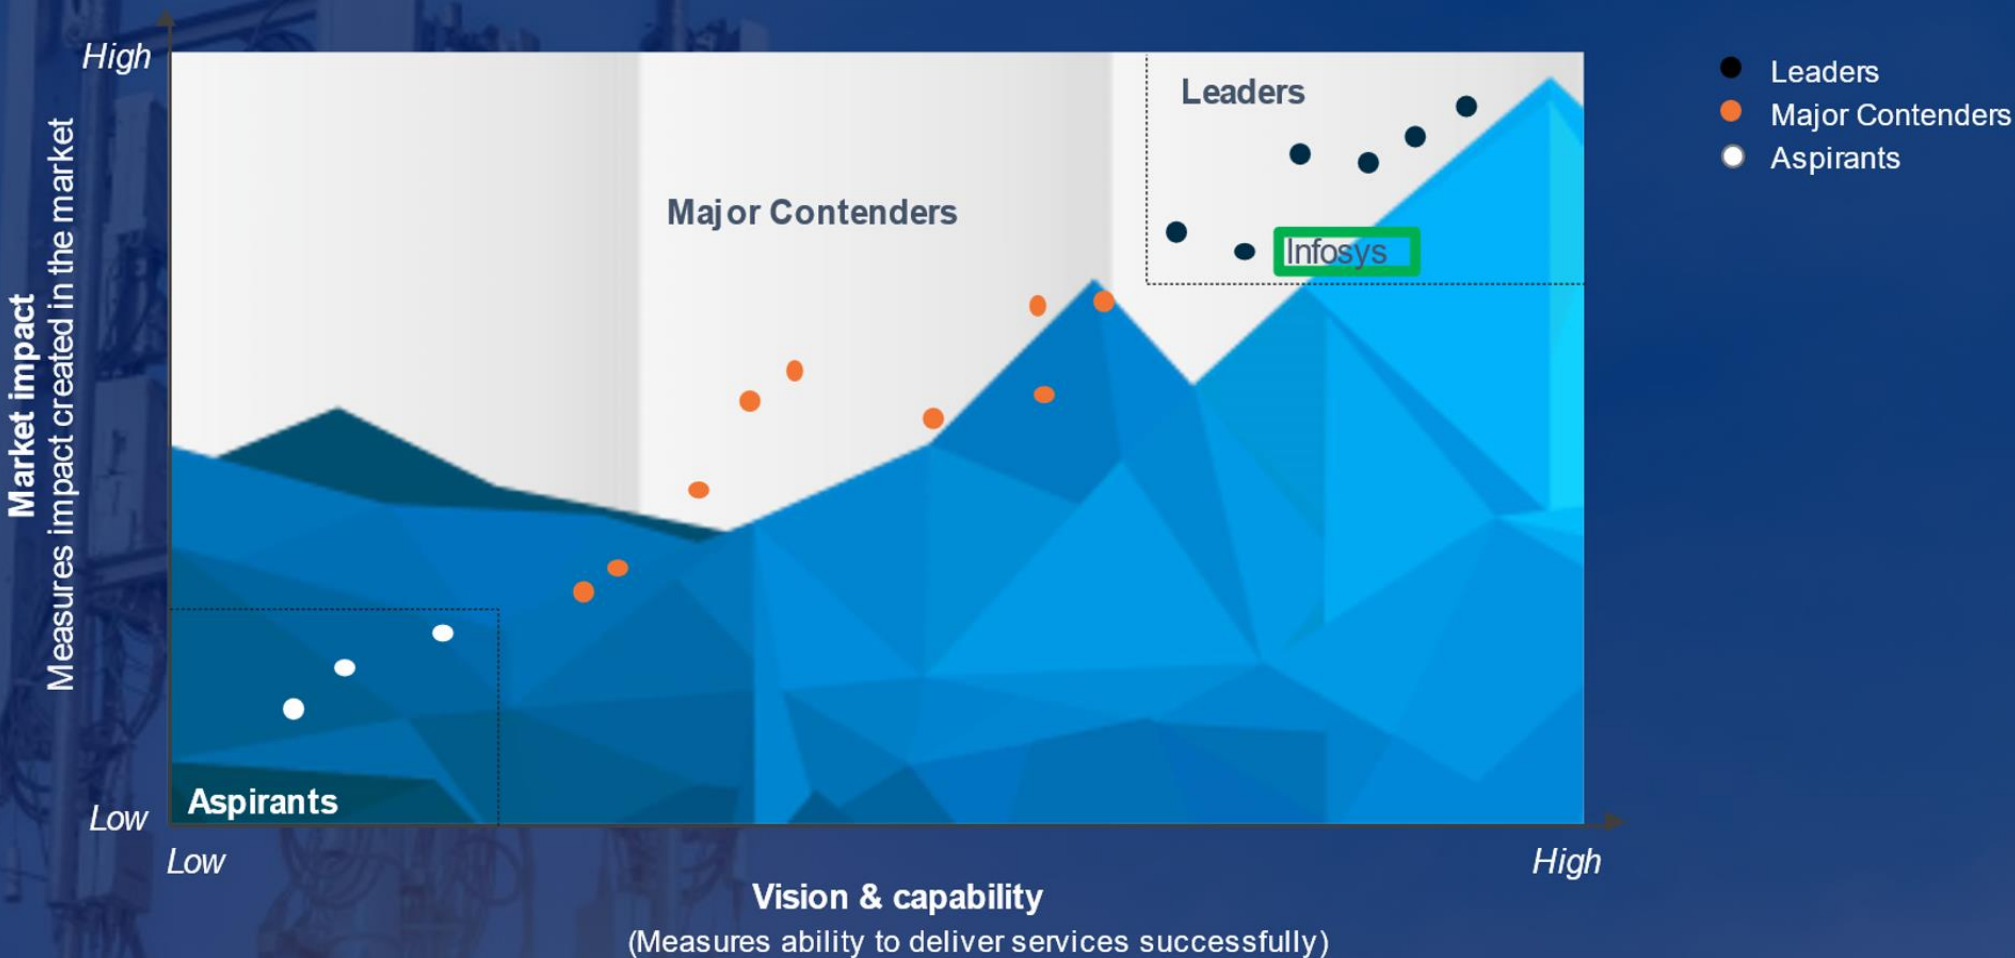 High
Leaders
Leaders
Major Contenders
Aspirants
Major Contenders
Infosys
Market impact
Measures impact created in the market
Aspirants
Low
Low
High
Vision & capability
(Measures ability to deliver services successfully)